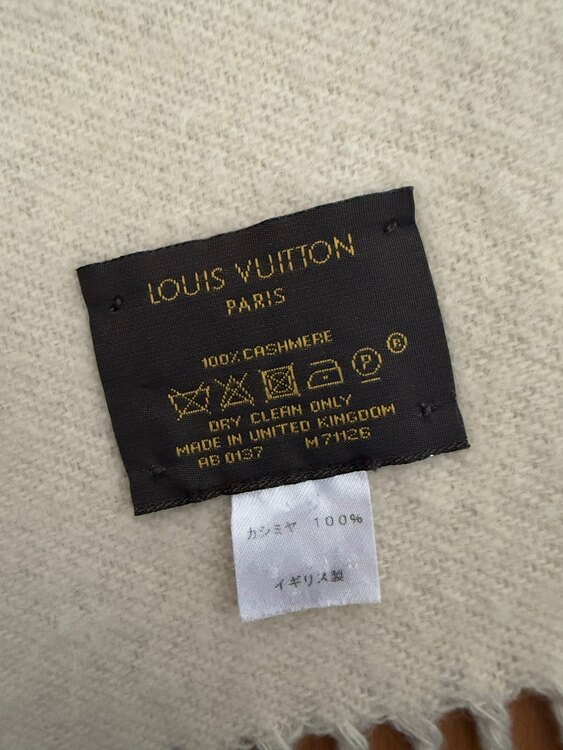 LOUIS VUITTON
PARIS
100% CASHMERE
P ®
DRY CLEAN ONLY
MADE IN UNITED KINGDOM
AB 0137 M71126
カシミヤ 100%
イギリス製